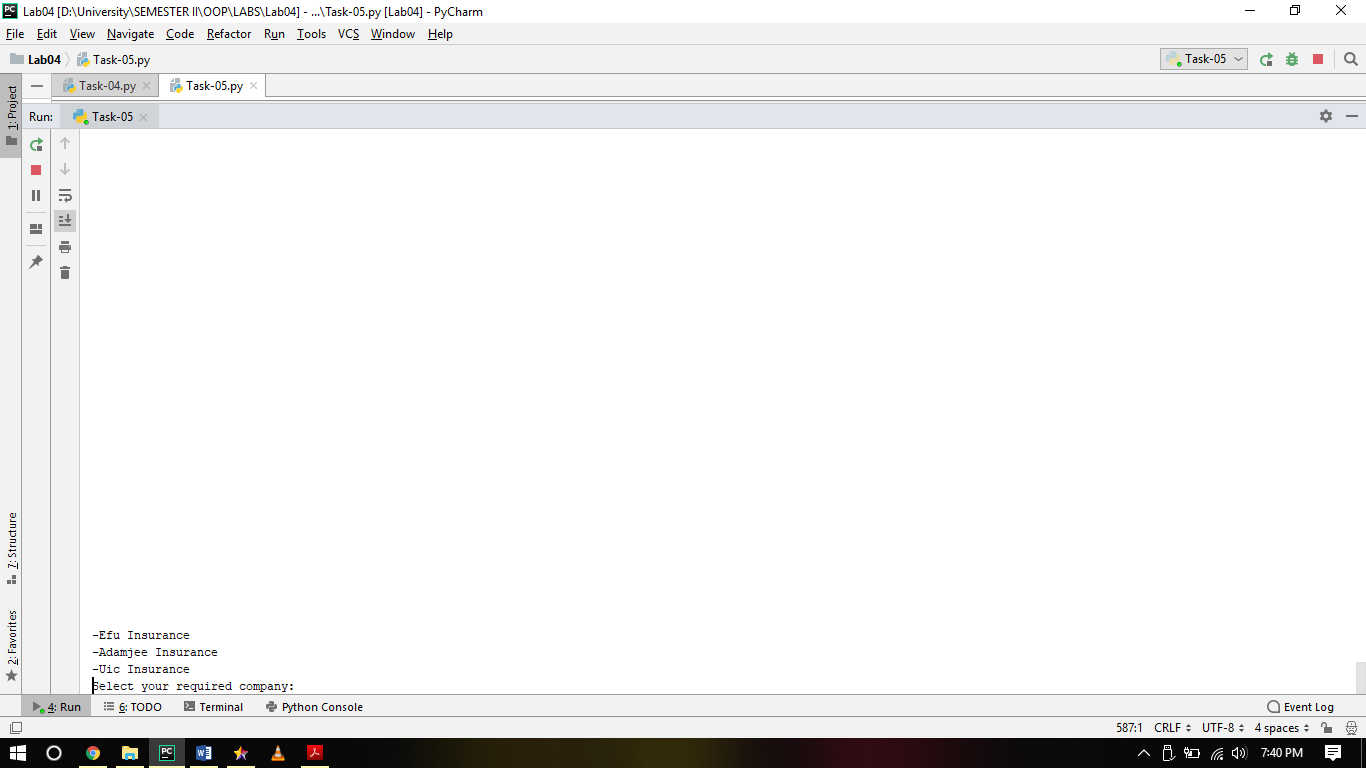 Lab04 [D:\University\SEMESTER II\OOP\LABS\Lab04] - ...\Task-05.py [Lab04] - PyCharm
File Edit View Navigate Code Refactor Run Tools VCS Window Help
Lab04 Task-05.py Task-05
Task-04.py Task-05.py
1: Project
Run: Task-05
7: Structure
2: Favorites
-Efu Insurance
-Adamjee Insurance
-Uic Insurance
Select your required company:
4: Run 6: TODO Terminal Python Console Event Log
587:1 CRLF UTF-8 4 spaces
7:40 PM